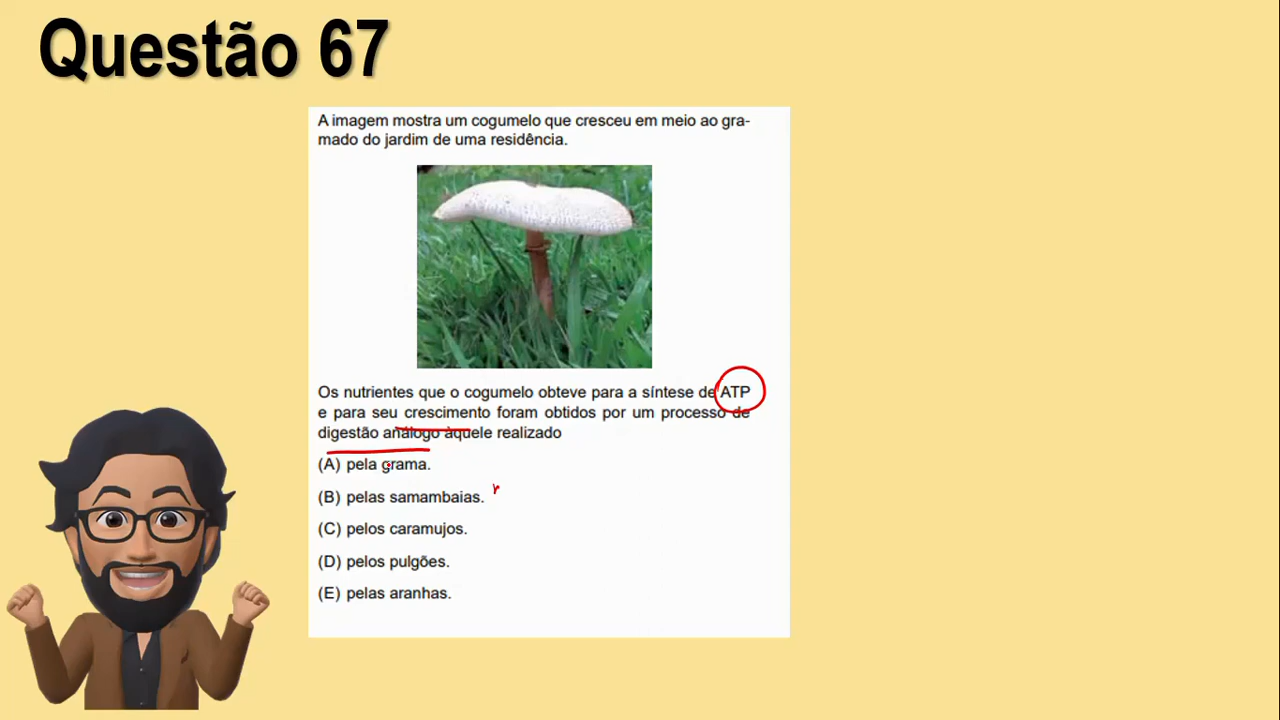 Questão 67
A imagem mostra um cogumelo que cresceu em meio ao gra-
mado do jardim de uma residência.
Os nutrientes que o cogumelo obteve para a síntese de ATP
e para seu crescimento foram obtidos por um processo de
digestão análogo àquele realizado
(A) pela grama.
(B) pelas samambaias.
(C) pelos caramujos.
(D) pelos pulgões.
(E) pelas aranhas.